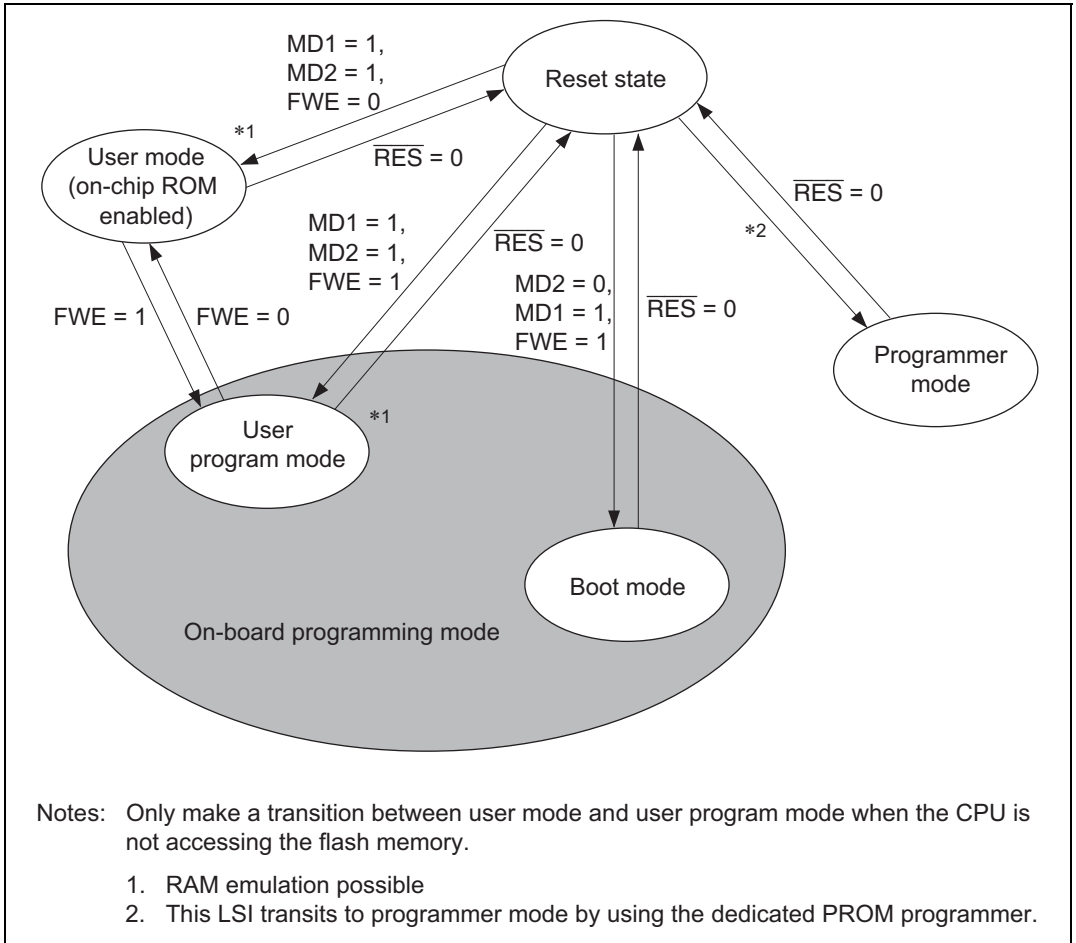 MD1 = 1,
MD2 = 1,
FWE = 0
Reset state
*1
User mode
(on-chip ROM
enabled)
RES = 0
RES = 0
MD1 = 1,
MD2 = 1,
FWE = 1
RES = 0
*2
MD2 = 0,
MD1 = 1,
FWE = 1
RES = 0
FWE = 1
FWE = 0
Programmer
mode
User
program mode
*1
Boot mode
On-board programming mode
Notes: Only make a transition between user mode and user program mode when the CPU is
not accessing the flash memory.
1. RAM emulation possible
2. This LSI transits to programmer mode by using the dedicated PROM programmer.